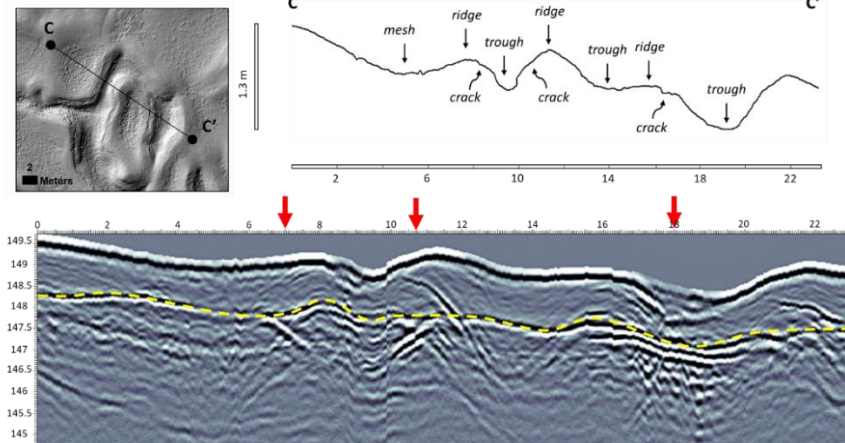 C
C'
C
C'
2
Meters
1.3 m
mesh
ridge
trough
ridge
trough
ridge
trough
crack
crack
crack
2 6 10 14 18 22
0 2 4 6 8 10 12 14 16 18 20 22
149.5
149
148.5
148
147.5
147
146.5
146
145.5
145